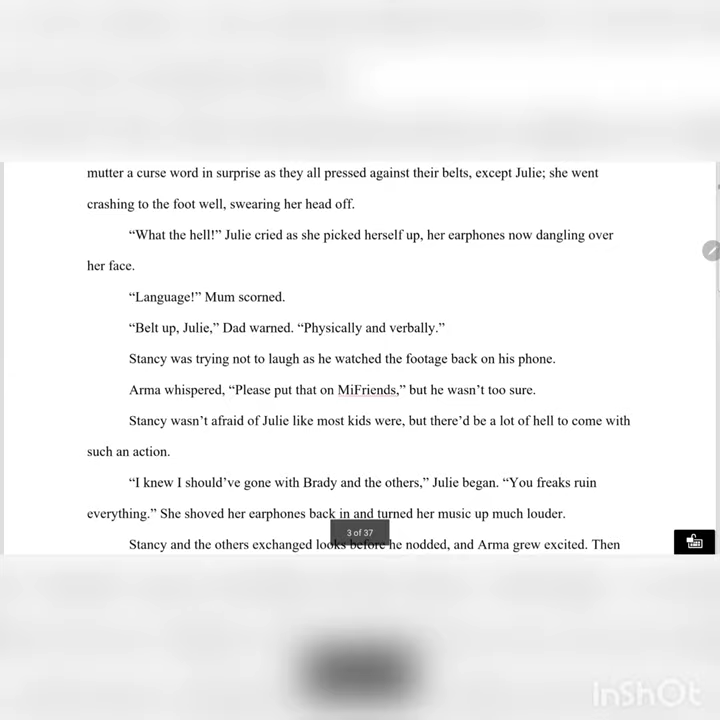 mutter a curse word in surprise as they all pressed against their belts, except Julie; she went
crashing to the foot well, swearing her head off.
“What the hell!” Julie cried as she picked herself up, her earphones now dangling over
her face.
“Language!” Mum scorned.
“Belt up, Julie,” Dad warned. “Physically and verbally.”
Stancy was trying not to laugh as he watched the footage back on his phone.
Arma whispered, “Please put that on MiFriends,” but he wasn’t too sure.
Stancy wasn’t afraid of Julie like most kids were, but there’d be a lot of hell to come with
such an action.
“I knew I should’ve gone with Brady and the others,” Julie began. “You freaks ruin
everything.” She shoved her earphones back in and turned her music up much louder.
3 of 37
Stancy and the others exchanged looks before he nodded, and Arma grew excited. Then
InShOt